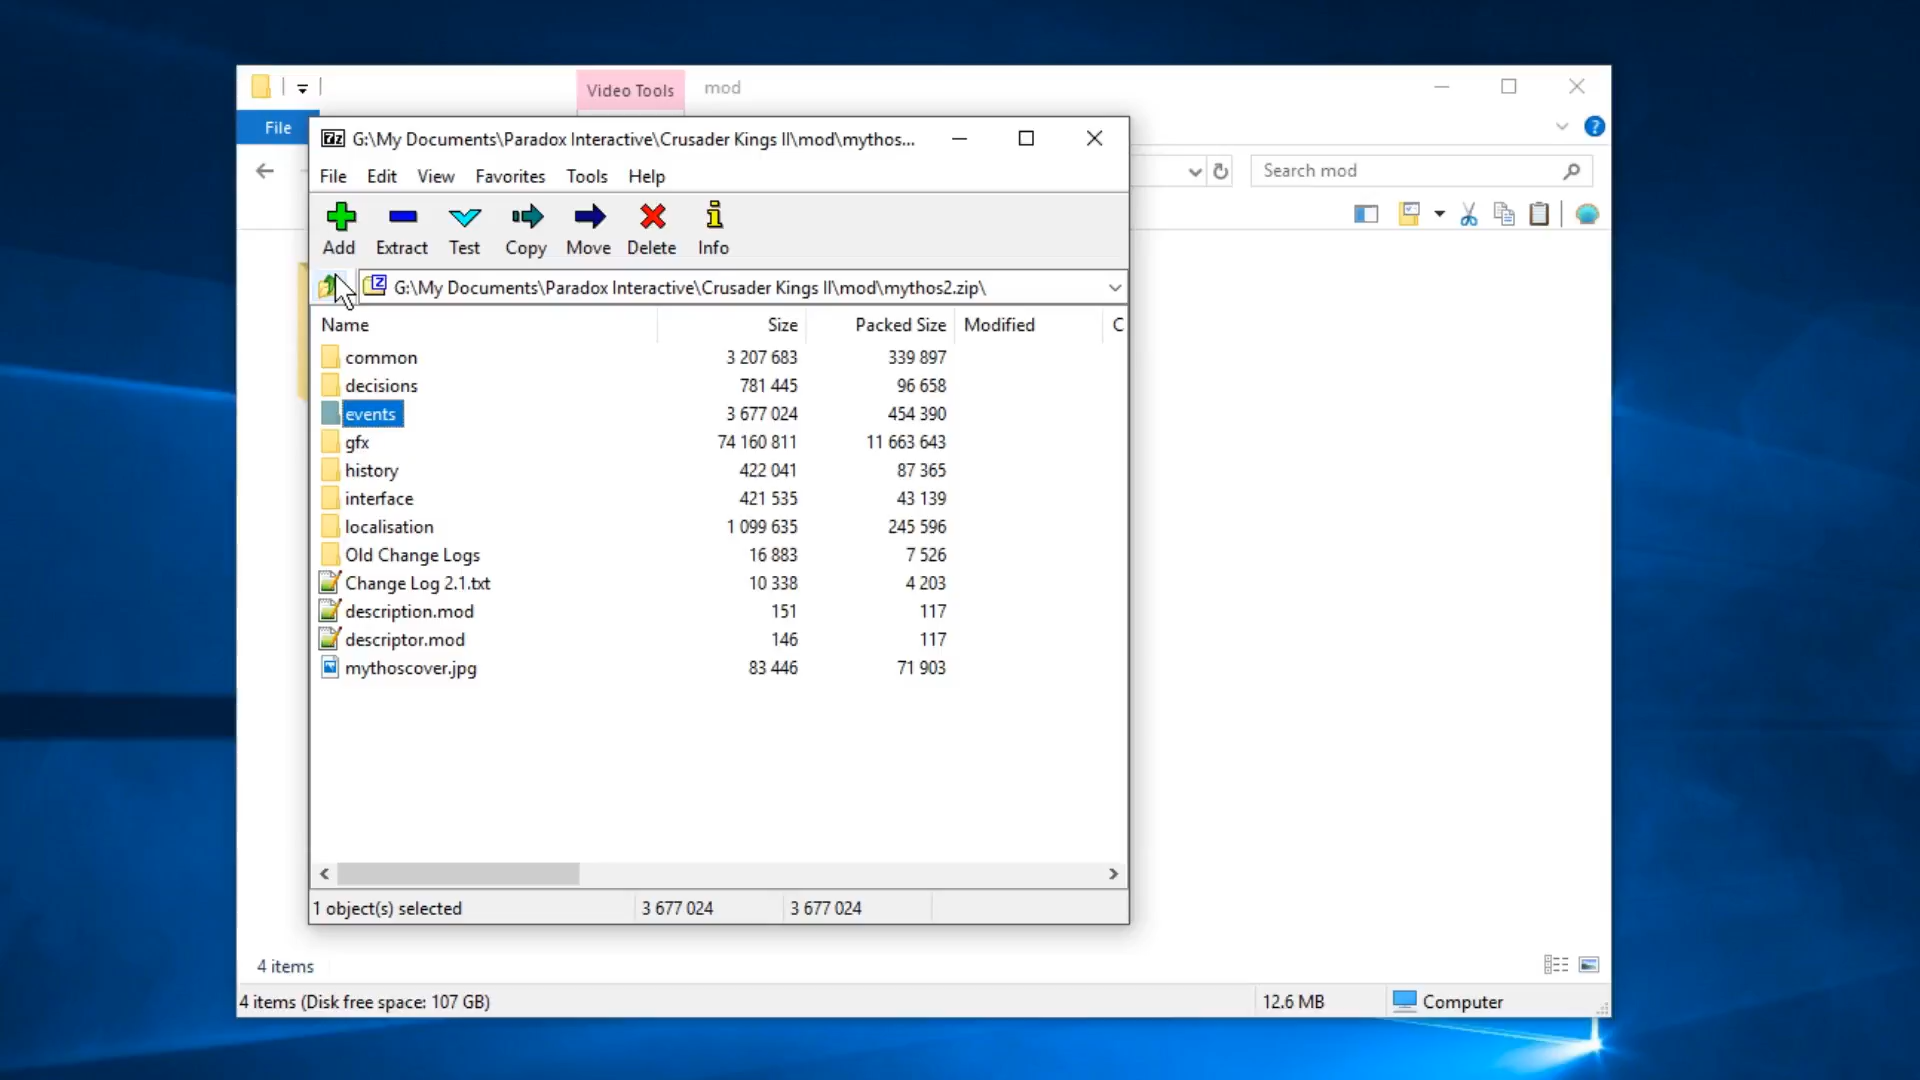 Video Tools mod
File
G:\My Documents\Paradox Interactive\Crusader Kings II\mod\mythos...
File Edit View Favorites Tools Help
Search mod
Add Extract Test Copy Move Delete Info
G:\My Documents\Paradox Interactive\Crusader Kings II\mod\mythos2.zip\
Name Size Packed Size Modified C
common 3 207 683 339 897
decisions 781 445 96 658
events 3 677 024 454 390
gfx 74 160 811 11 663 643
history 422 041 87 365
interface 421 535 43 139
localisation 1 099 635 245 596
Old Change Logs 16 883 7 526
Change Log 2.1.txt 10 338 4 203
description.mod 151 117
descriptor.mod 146 117
mythoscover.jpg 83 446 71 903
1 object(s) selected 3 677 024 3 677 024
4 items
4 items (Disk free space: 107 GB) 12.6 MB Computer